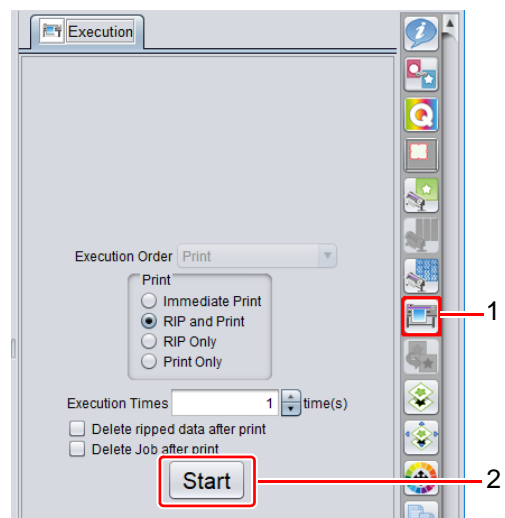 Execution
Execution Order Print
Print
Immediate Print
RIP and Print
RIP Only
Print Only
Execution Times 1 time(s)
Delete ripped data after print
Delete Job after print
Start
1
2
Q
i